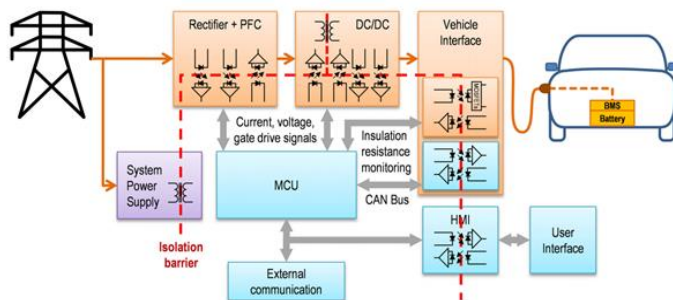 Rectifier + PFC
DC/DC
Vehicle
Interface
MOSFETs
BMS
Battery
Current, voltage,
gate drive signals
Insulation
resistance
monitoring
System
Power
Supply
MCU
CAN Bus
Isolation
barrier
HMI
User
Interface
External
communication